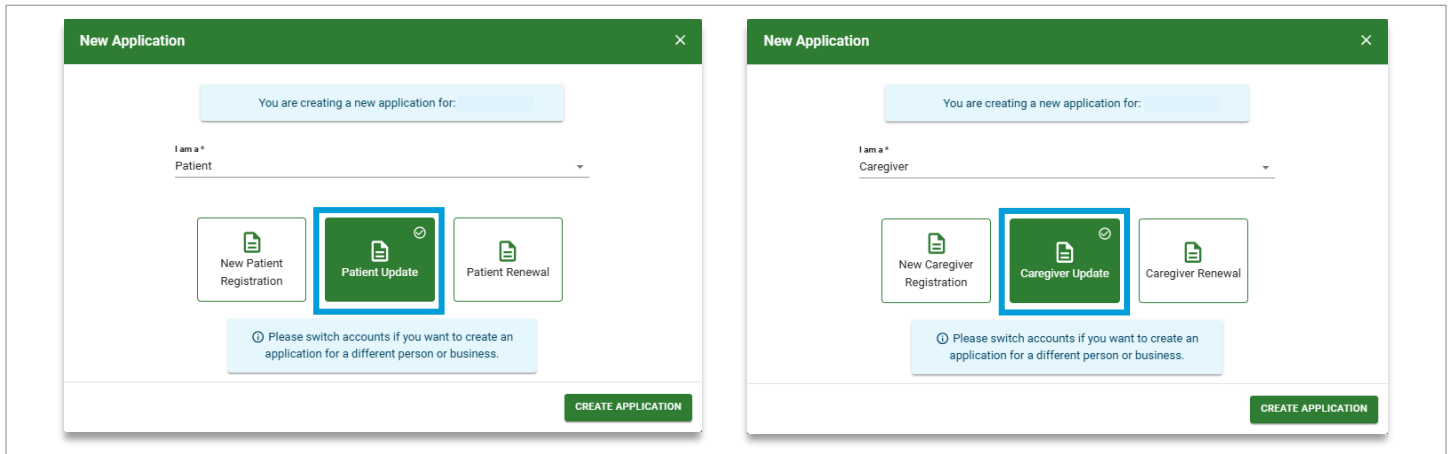 New Application
You are creating a new application for:
I am a *
Patient
New Patient
Registration
Patient Update
Patient Renewal
Please switch accounts if you want to create an
application for a different person or business.
CREATE APPLICATION
New Application
You are creating a new application for:
I am a *
Caregiver
New Caregiver
Registration
Caregiver Update
Caregiver Renewal
Please switch accounts if you want to create an
application for a different person or business.
CREATE APPLICATION